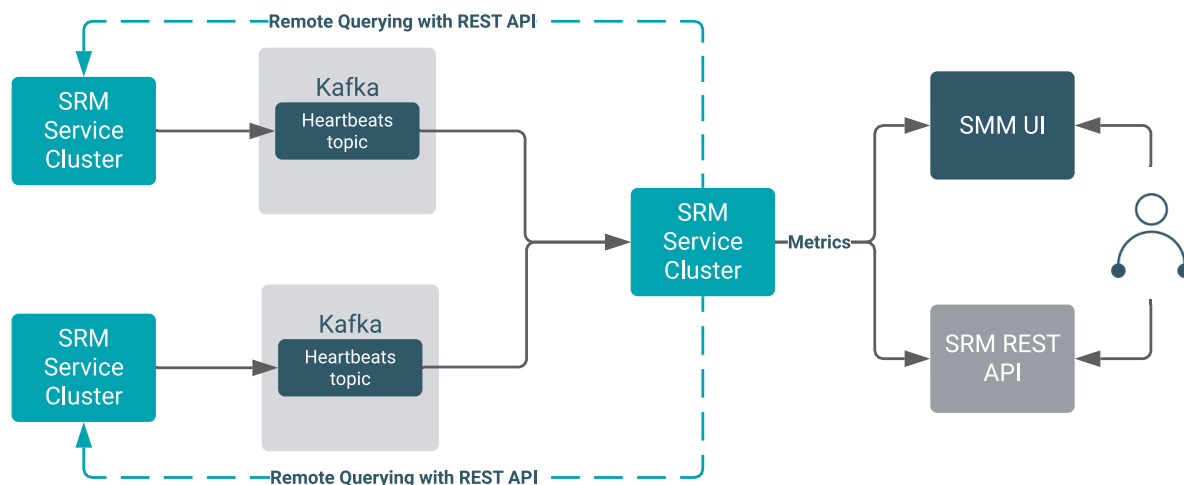 Remote Querying with REST API
SRM
Service
Cluster
Kafka
Heartbeats
topic
SRM
Service
Cluster
Kafka
Heartbeats
topic
SRM
Service
Cluster
Metrics
SMM UI
SRM REST
API
Remote Querying with REST API